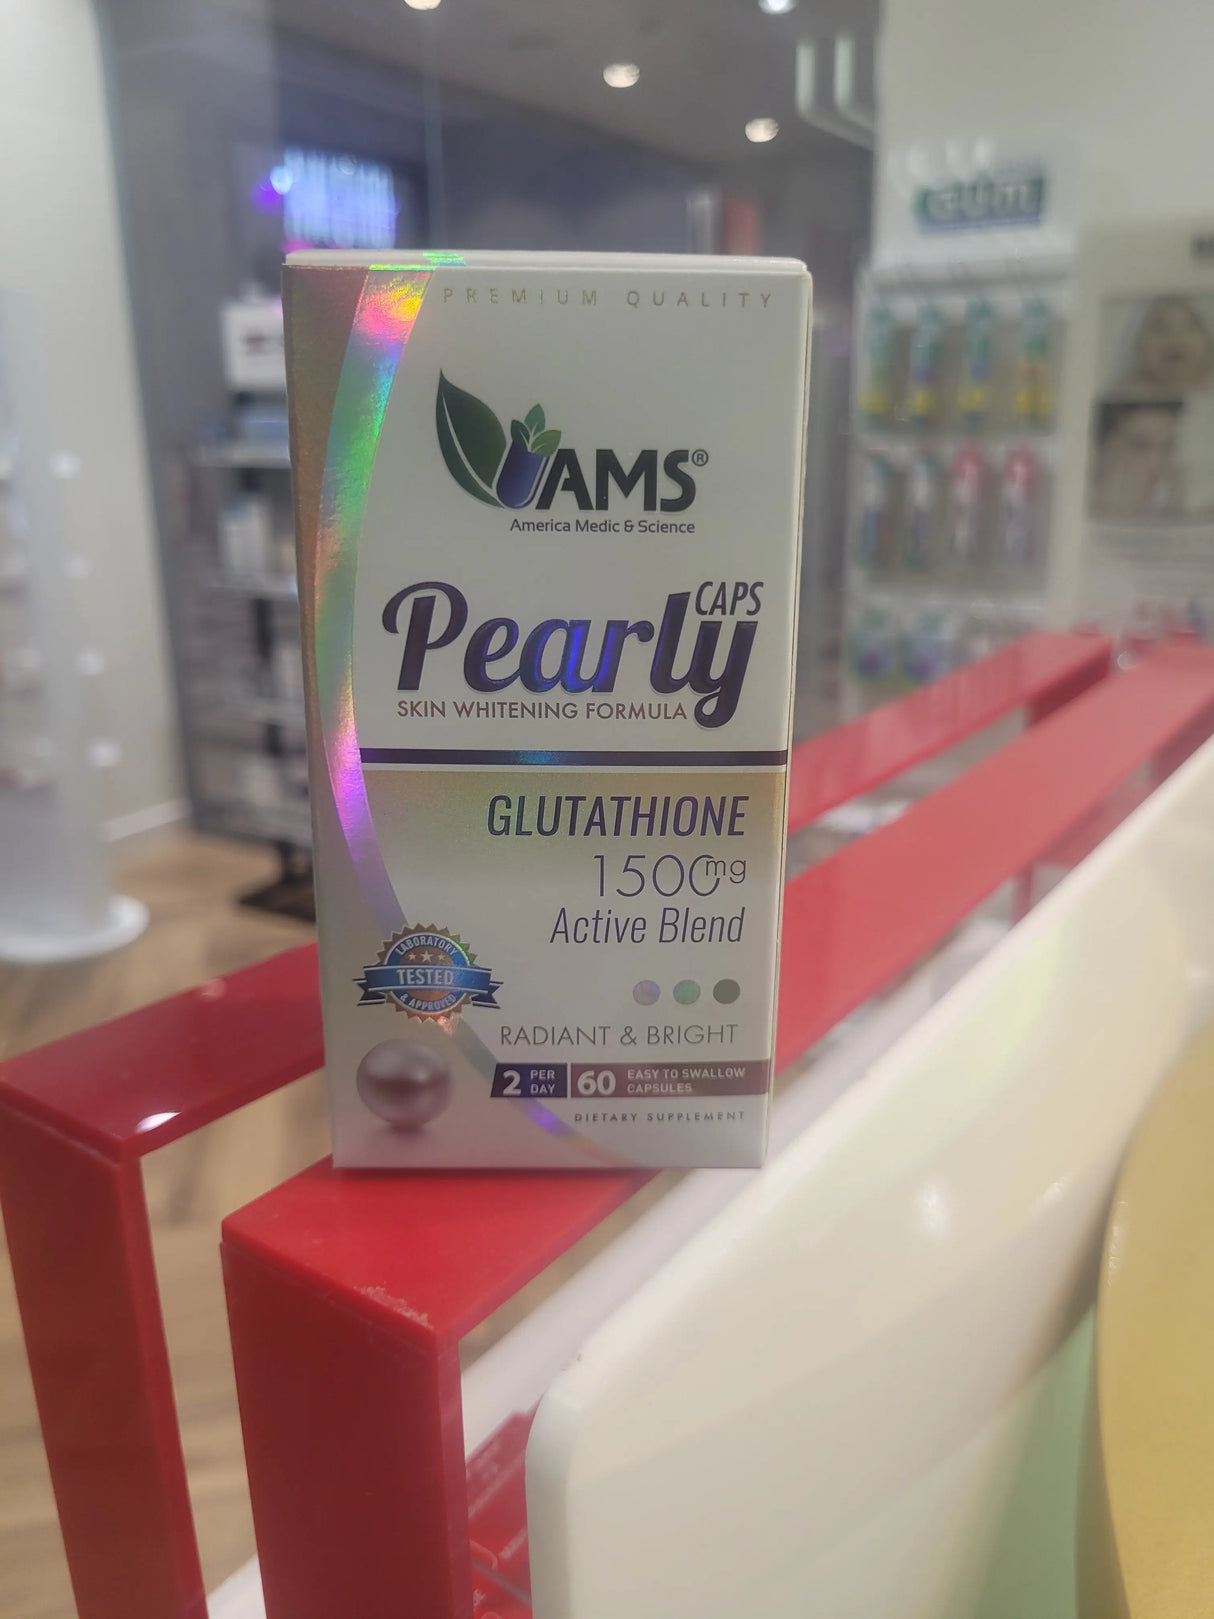 GUM
PREMIUM QUALITY
AMS®
America Medic & Science
Pearly CAPS
SKIN WHITENING FORMULA
GLUTATHIONE
1500mg
Active Blend
LABORATORY
TESTED
& APPROVED
RADIANT & BRIGHT
2 PER DAY 60 EASY TO SWALLOW CAPSULES
DIETARY SUPPLEMENT